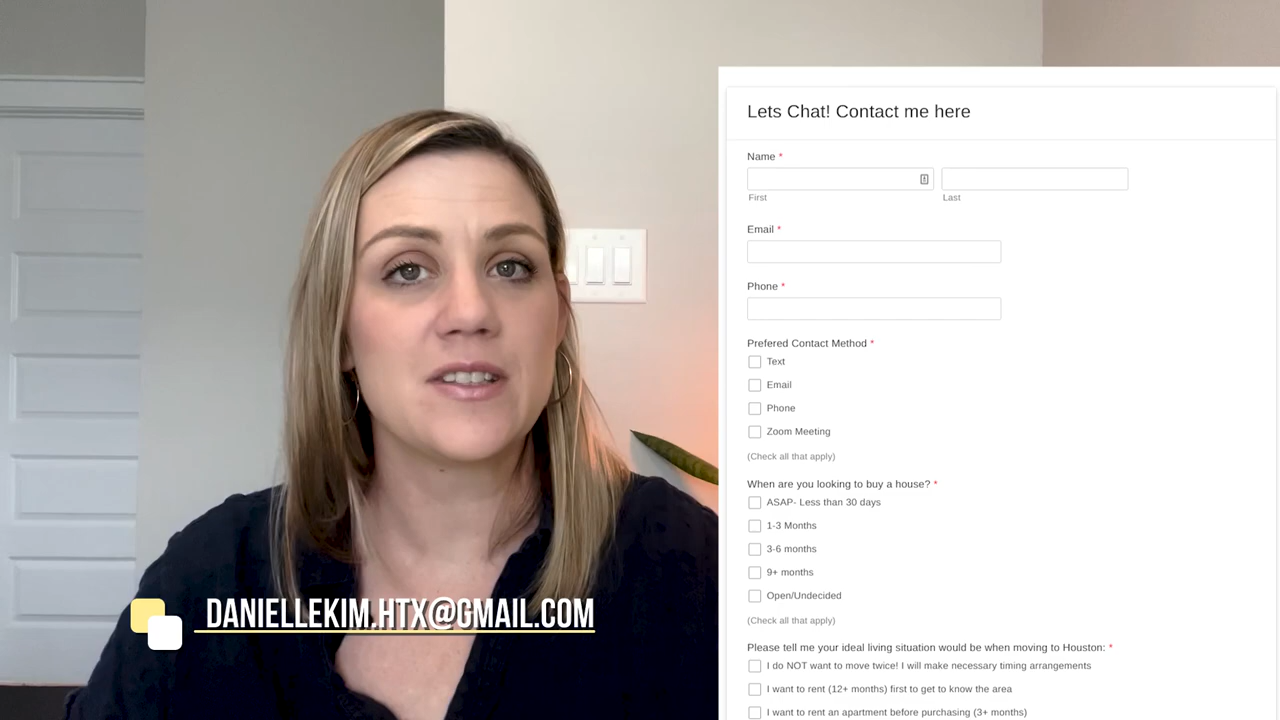 Lets Chat! Contact me here
Name *
First
Last
Email *
Phone *
Prefered Contact Method *
Text
Email
Phone
Zoom Meeting
(Check all that apply)
When are you looking to buy a house? *
ASAP- Less than 30 days
1-3 Months
3-6 months
9+ months
Open/Undecided
(Check all that apply)
DANIELLEKIM.HTX@GMAIL.COM
Please tell me your ideal living situation would be when moving to Houston: *
I do NOT want to move twice! I will make necessary timing arrangements
I want to rent (12+ months) first to get to know the area
I want to rent an apartment before purchasing (3+ months)